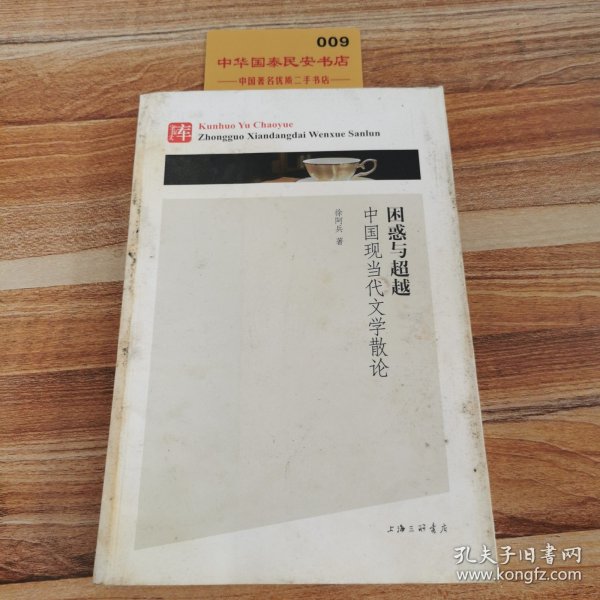 009
中华国泰民安书店
中国著名优质二手书店
库
Kunhuo Yu Chaoyue
Zhongguo Xiandangdai Wenxue Sanlun
困惑与超越
中国现当代文学散论
徐阿兵 著
上海三联书店
孔夫子旧书网
www.kongfz.com